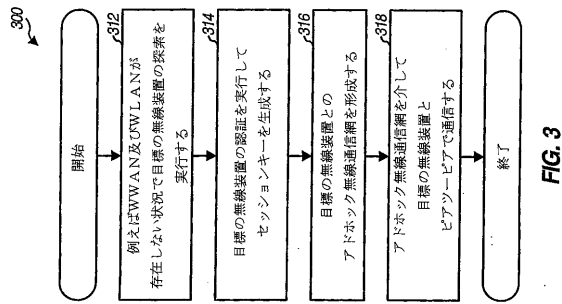 300
開始
312
例えばWWAN及びWLANが
存在しない状況で目標の無線装置の探索を
実行する
314
目標の無線装置の認証を実行して
セッションキーを生成する
316
目標の無線装置との
アドホック無線通信網を形成する
318
アドホック無線通信網を介して
目標の無線装置と
ピアツーピアで通信する
終了
FIG. 3